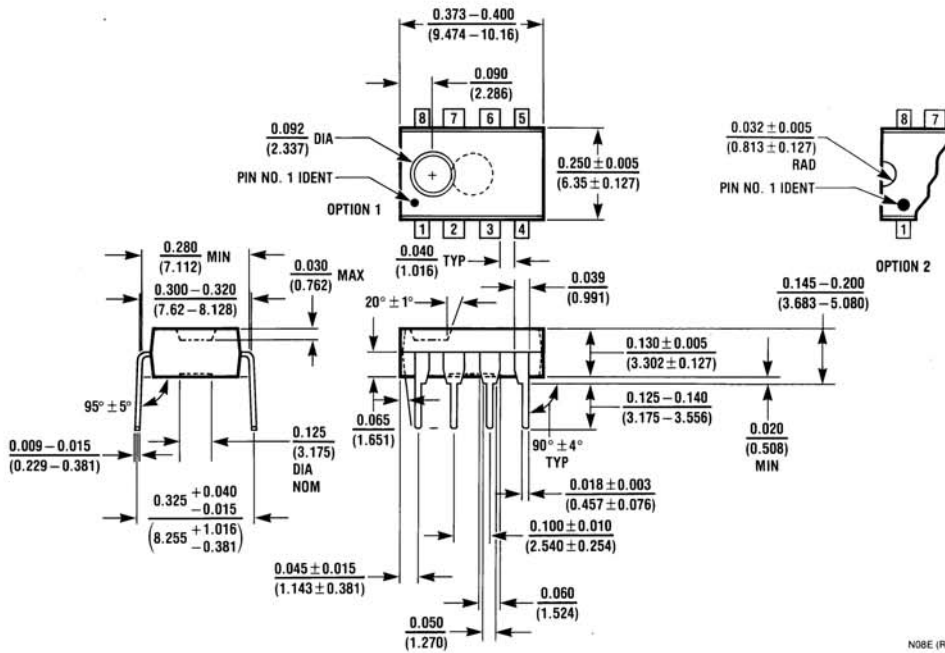 0.373 – 0.400
(9.474 – 10.16)
0.090
(2.286)
8 7 6 5
0.092 DIA
(2.337)
PIN NO. 1 IDENT
OPTION 1
0.250 ± 0.005
(6.35 ± 0.127)
1 2 3 4
0.032 ± 0.005
(0.813 ± 0.127)
RAD
PIN NO. 1 IDENT
8 7
1
OPTION 2
0.280 MIN
(7.112)
0.300 – 0.320
(7.62 – 8.128)
0.030 MAX
(0.762)
0.040 TYP
(1.016)
20° ± 1°
0.039
(0.991)
0.145 – 0.200
(3.683 – 5.080)
0.130 ± 0.005
(3.302 ± 0.127)
95° ± 5°
0.009 – 0.015
(0.229 – 0.381)
0.125
(3.175)
DIA
NOM
0.065
(1.651)
0.125 – 0.140
(3.175 – 3.556)
0.020
(0.508)
MIN
90° ± 4°
TYP
0.325 +0.040 –0.015
(8.255 +1.016 –0.381)
0.018 ± 0.003
(0.457 ± 0.076)
0.100 ± 0.010
(2.540 ± 0.254)
0.045 ± 0.015
(1.143 ± 0.381)
0.060
(1.524)
0.050
(1.270)
N08E (R